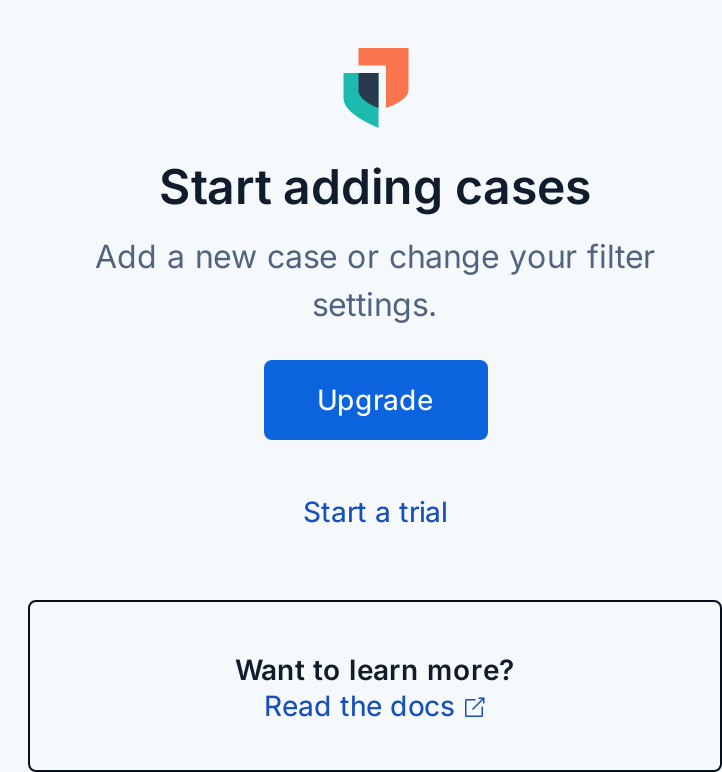 Start adding cases
Add a new case or change your filter
settings.
Upgrade
Start a trial
Want to learn more?
Read the docs